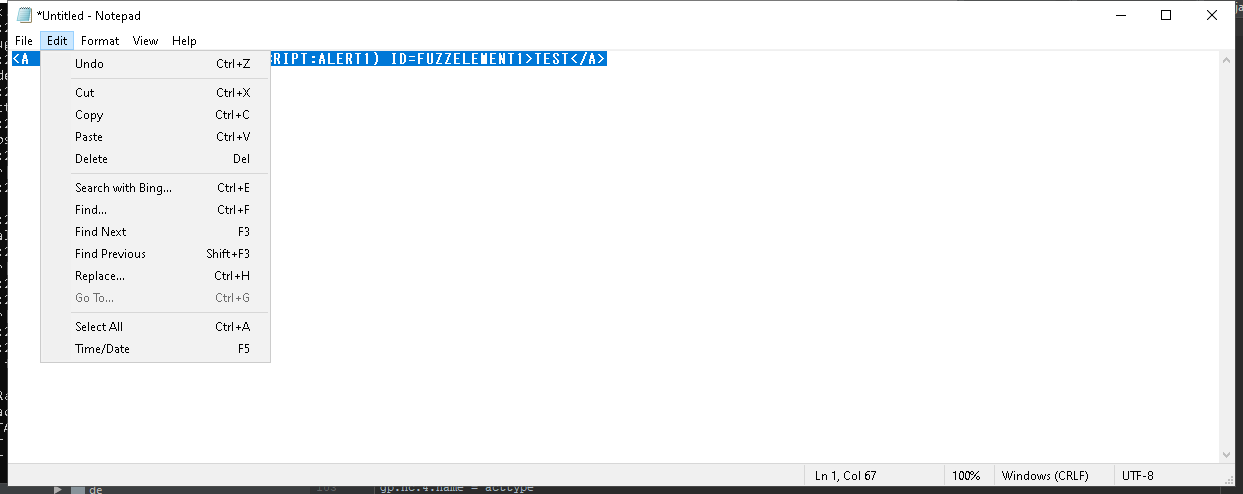 *Untitled - Notepad
File Edit Format View Help
<A RIPT:ALERT1) ID=FUZZELEMENT1>TEST</A>
Undo Ctrl+Z
Cut Ctrl+X
Copy Ctrl+C
Paste Ctrl+V
Delete Del
Search with Bing... Ctrl+E
Find... Ctrl+F
Find Next F3
Find Previous Shift+F3
Replace... Ctrl+H
Go To... Ctrl+G
Select All Ctrl+A
Time/Date F5
Ln 1, Col 67 100% Windows (CRLF) UTF-8
de gp.hc.4.name = acctype